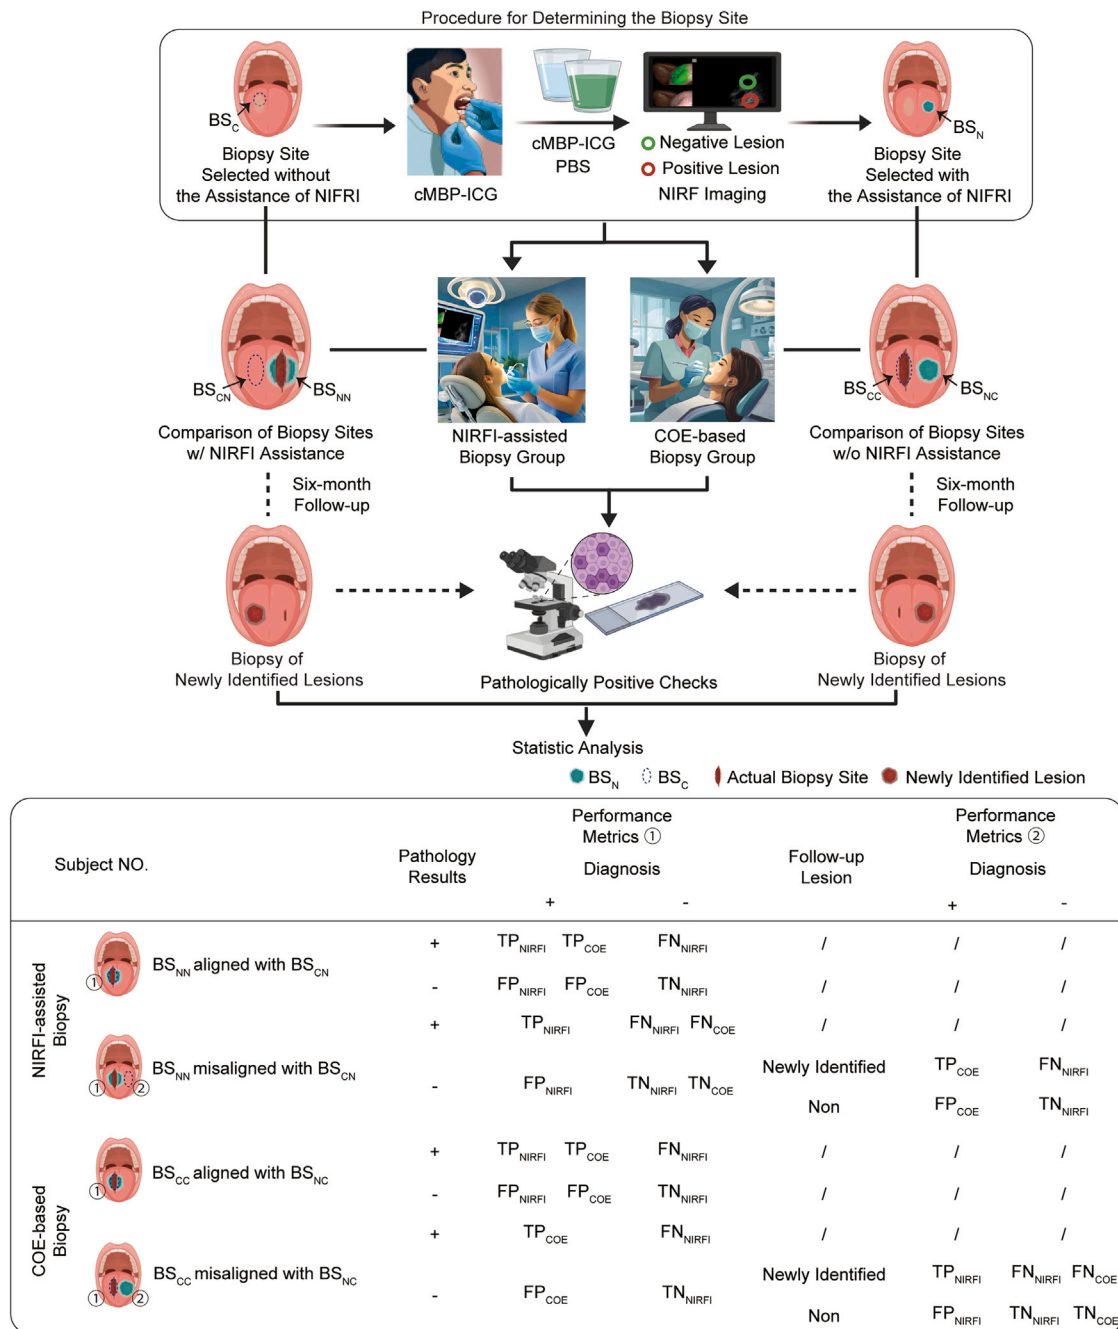 Procedure for Determining the Biopsy Site
BSC
Biopsy Site
Selected without
the Assistance of NIFRI
cMBP-ICG
cMBP-ICG
PBS
Negative Lesion
Positive Lesion
NIRF Imaging
BSN
Biopsy Site
Selected with
the Assistance of NIFRI
BSCN
BSNN
Comparison of Biopsy Sites
w/ NIRFI Assistance
NIRFI-assisted
Biopsy Group
COE-based
Biopsy Group
BSCC
BSNC
Comparison of Biopsy Sites
w/o NIRFI Assistance
Six-month
Follow-up
Six-month
Follow-up
Biopsy of
Newly Identified Lesions
Pathologically Positive Checks
Biopsy of
Newly Identified Lesions
Statistic Analysis
BSN BSC Actual Biopsy Site Newly Identified Lesion
Subject NO.
Pathology
Results
Performance
Metrics ①
Diagnosis
+ -
Follow-up
Lesion
Performance
Metrics ②
Diagnosis
+ -
NIRFI-assisted
Biopsy
①
BSNN aligned with BSCN
+ TPNIRFI TPCOE FNNIRFI / / /
- FPNIRFI FPCOE TNNIRFI / / /
① ②
BSNN misaligned with BSCN
+ TPNIRFI FNNIRFI FNCOE / / /
- FPNIRFI TNNIRFI TNCOE
Newly Identified TPCOE FNNIRFI
Non FPCOE TNNIRFI
COE-based
Biopsy
①
BSCC aligned with BSNC
+ TPNIRFI TPCOE FNNIRFI / / /
- FPNIRFI FPCOE TNNIRFI / / /
① ②
BSCC misaligned with BSNC
+ TPCOE FNNIRFI / / /
- FPCOE TNNIRFI
Newly Identified TPNIRFI FNNIRFI FNCOE
Non FPNIRFI TNNIRFI TNCOE